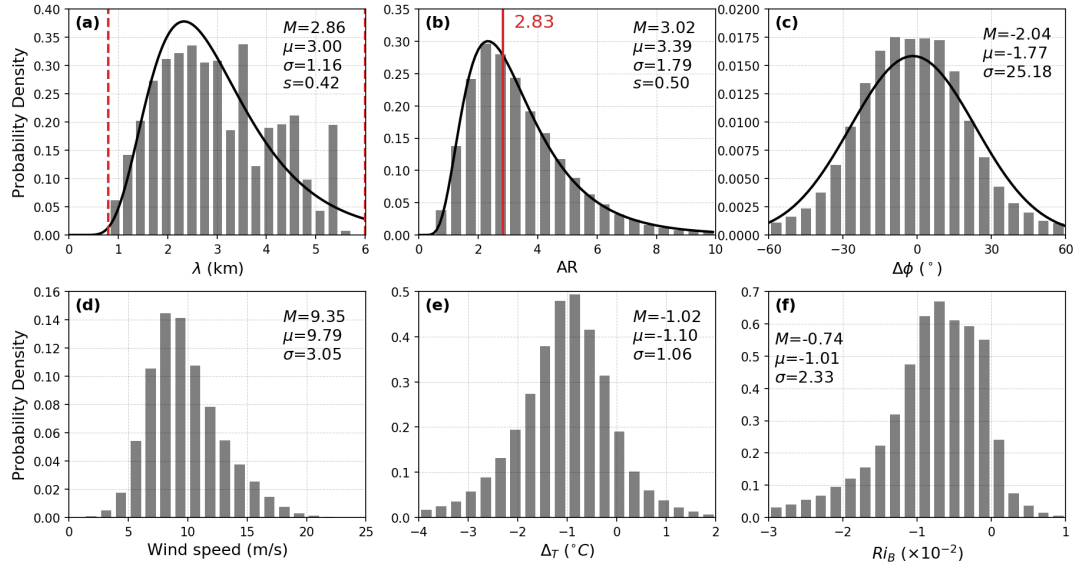 (a)
M=2.86
μ=3.00
σ=1.16
s=0.42
Probability Density
0.40
0.35
0.30
0.25
0.20
0.15
0.10
0.05
0.00
0 1 2 3 4 5 6
λ (km)
(b)
2.83
M=3.02
μ=3.39
σ=1.79
s=0.50
0.40
0.35
0.30
0.25
0.20
0.15
0.10
0.05
0.00
0 2 4 6 8 10
AR
(c)
M=-2.04
μ=-1.77
σ=25.18
0.0200
0.0175
0.0150
0.0125
0.0100
0.0075
0.0050
0.0025
0.0000
−60 −30 0 30 60
Δϕ (°)
(d)
M=9.35
μ=9.79
σ=3.05
Probability Density
0.16
0.14
0.12
0.10
0.08
0.06
0.04
0.02
0.00
0 5 10 15 20 25
Wind speed (m/s)
(e)
M=-1.02
μ=-1.10
σ=1.06
0.5
0.4
0.3
0.2
0.1
0.0
−4 −3 −2 −1 0 1 2
Δ_T (°C)
(f)
M=-0.74
μ=-1.01
σ=2.33
0.7
0.6
0.5
0.4
0.3
0.2
0.1
0.0
−3 −2 −1 0 1
Ri_B (×10⁻²)